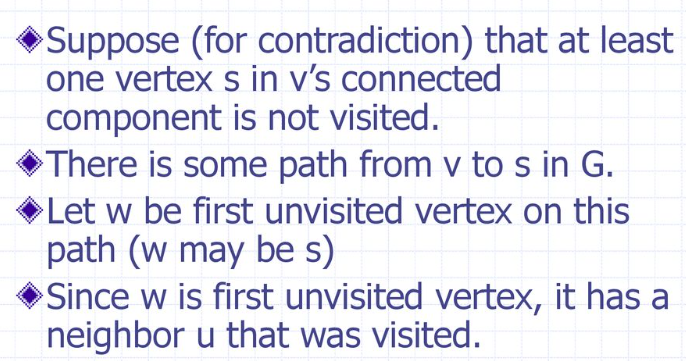 Suppose (for contradiction) that at least
one vertex s in v's connected
component is not visited.
There is some path from v to s in G.
Let w be first unvisited vertex on this
path (w may be s)
Since w is first unvisited vertex, it has a
neighbor u that was visited.